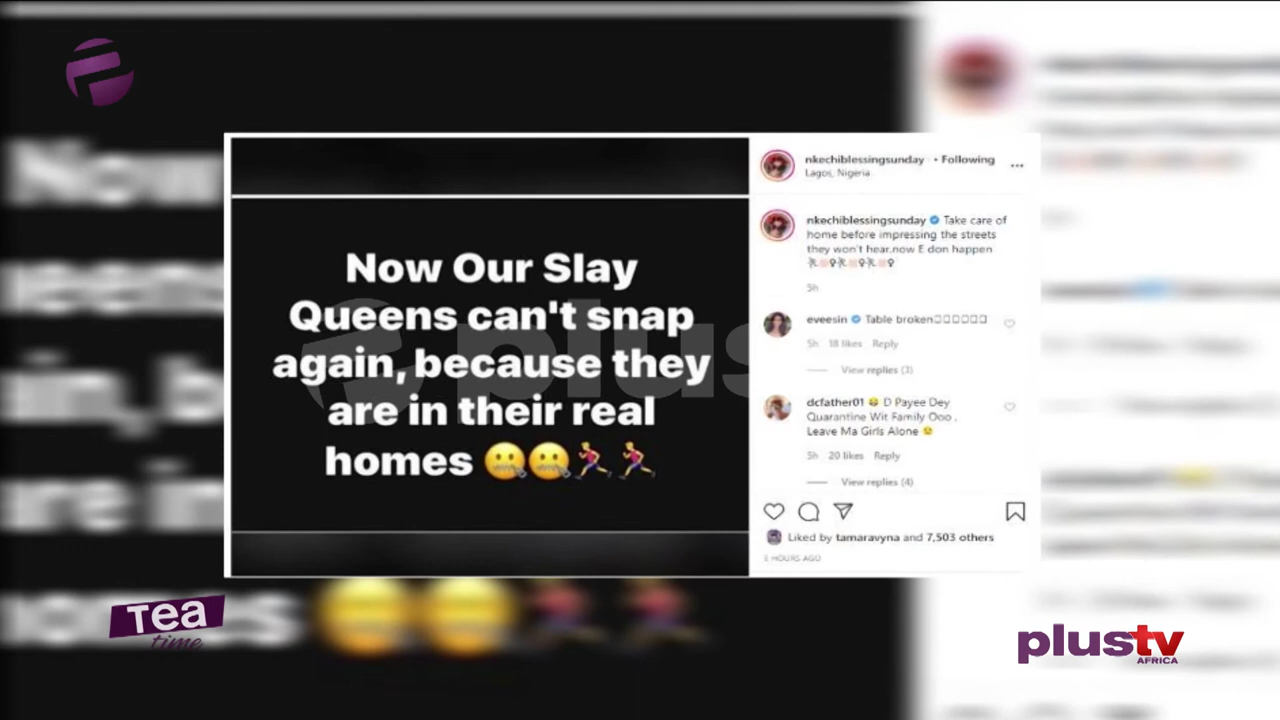 Now Our Slay
Queens can't snap
again, because they
are in their real
homes 🤐🤐🏃‍♂️🏃‍♂️
nkechiblessingsunday • Following
Lagos, Nigeria
nkechiblessingsunday Take care of
home before impressing the streets
they won't hear.now E don happen
5h
eveesin Table broken
5h 18 likes Reply
View replies (3)
dcfather01 😂 D Payee Dey
Quarantine Wit Family Ooo .
Leave Ma Girls Alone
5h 20 likes Reply
View replies (4)
Liked by tamaravyna and 7,503 others
HOURS AGO
plus
Tea
time
plustv
AFRICA